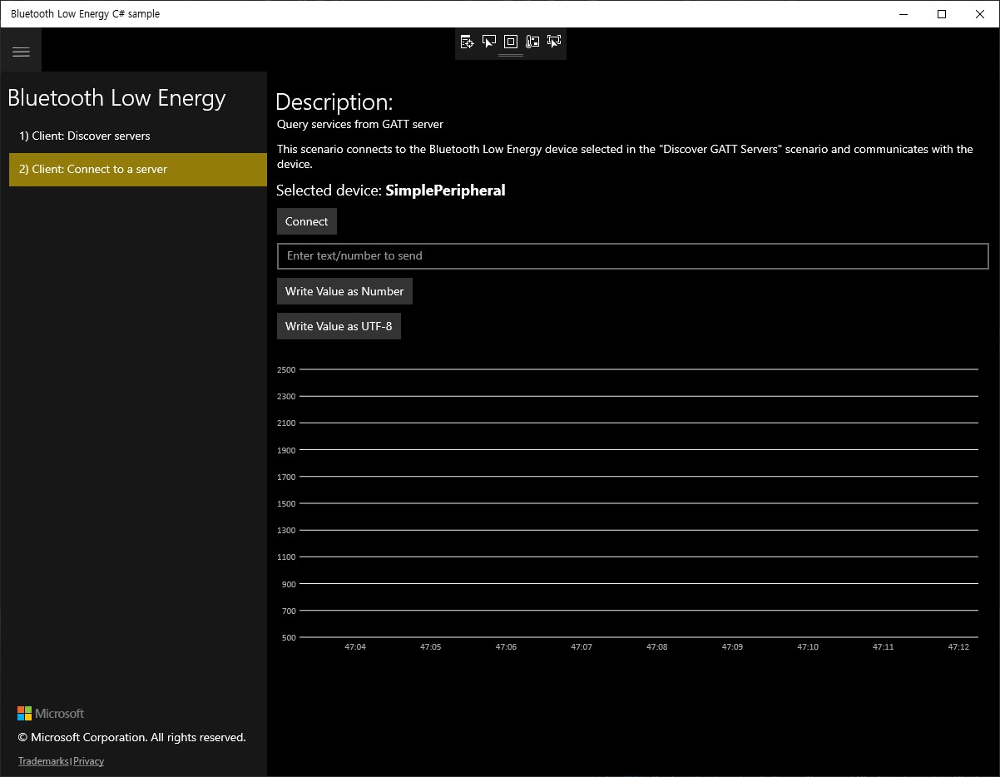 Bluetooth Low Energy C# sample
Bluetooth Low Energy
1) Client: Discover servers
2) Client: Connect to a server
Description:
Query services from GATT server
This scenario connects to the Bluetooth Low Energy device selected in the "Discover GATT Servers" scenario and communicates with the
device.
Selected device: SimplePeripheral
Connect
Enter text/number to send
Write Value as Number
Write Value as UTF-8
2500
2300
2100
1900
1700
1500
1300
1100
900
700
500
47:04 47:05 47:06 47:07 47:08 47:09 47:10 47:11 47:12
Microsoft
© Microsoft Corporation. All rights reserved.
Trademarks|Privacy